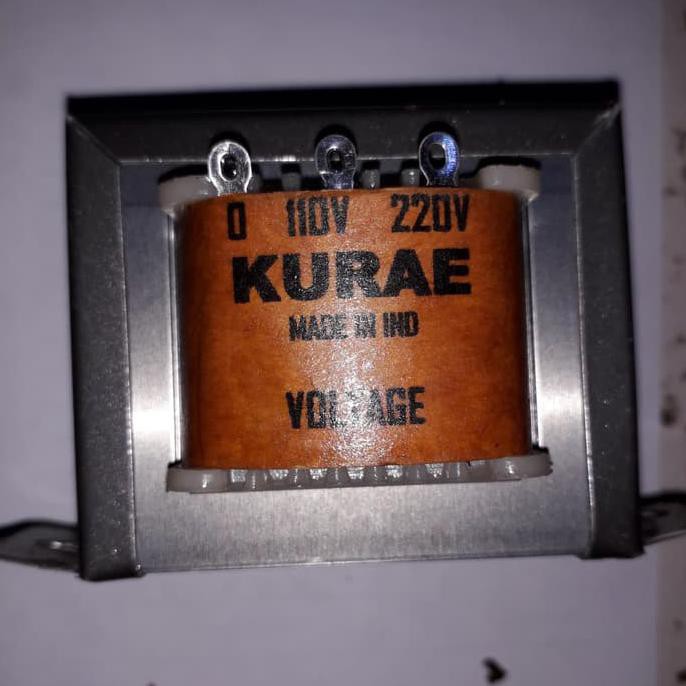 0 110V 220V
KURAE
MADE IN IND
VOLTAGE